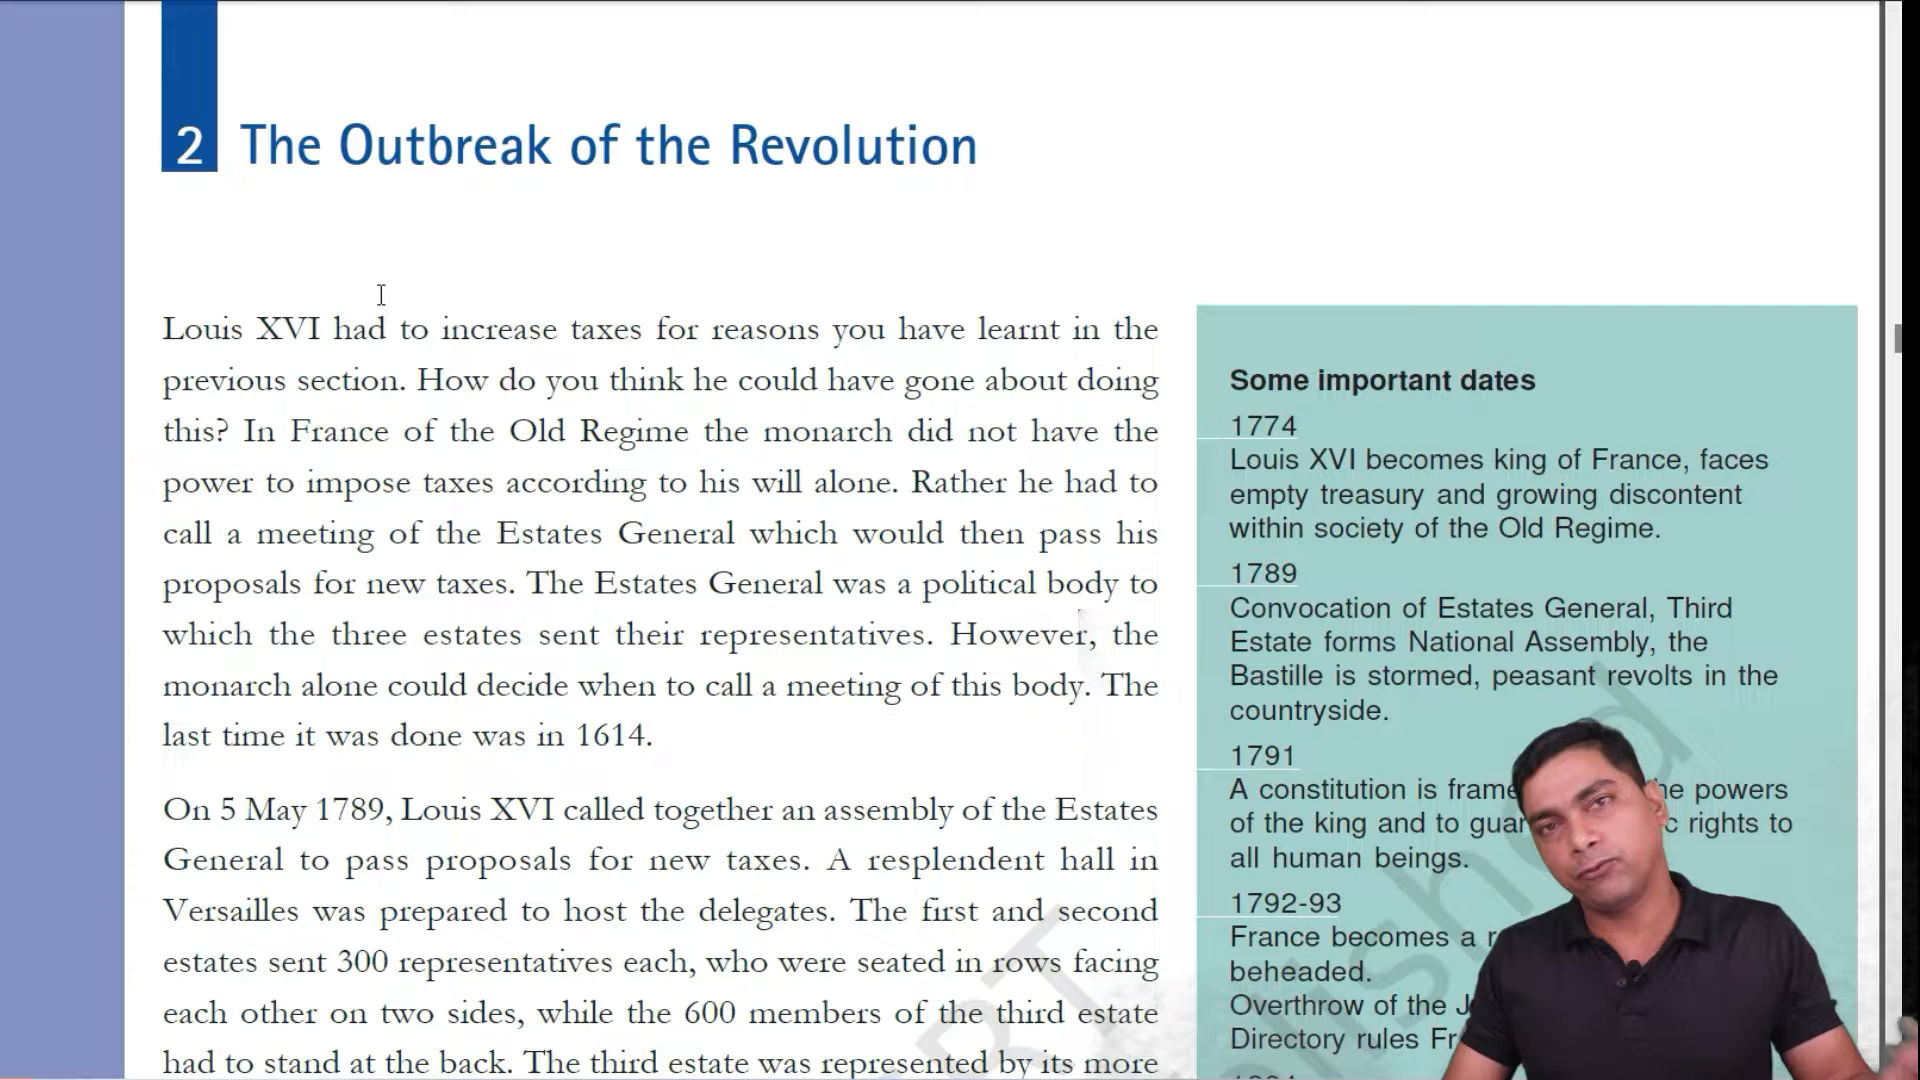 2 The Outbreak of the Revolution
Louis XVI had to increase taxes for reasons you have learnt in the
previous section. How do you think he could have gone about doing
this? In France of the Old Regime the monarch did not have the
power to impose taxes according to his will alone. Rather he had to
call a meeting of the Estates General which would then pass his
proposals for new taxes. The Estates General was a political body to
which the three estates sent their representatives. However, the
monarch alone could decide when to call a meeting of this body. The
last time it was done was in 1614.
On 5 May 1789, Louis XVI called together an assembly of the Estates
General to pass proposals for new taxes. A resplendent hall in
Versailles was prepared to host the delegates. The first and second
estates sent 300 representatives each, who were seated in rows facing
each other on two sides, while the 600 members of the third estate
had to stand at the back. The third estate was represented by its more
Some important dates
1774
Louis XVI becomes king of France, faces
empty treasury and growing discontent
within society of the Old Regime.
1789
Convocation of Estates General, Third
Estate forms National Assembly, the
Bastille is stormed, peasant revolts in the
countryside.
1791
A constitution is powers
of the king and to rights to
all human beings.
1792-93
France becomes a
beheaded.
Overthrow of the
Directory rules